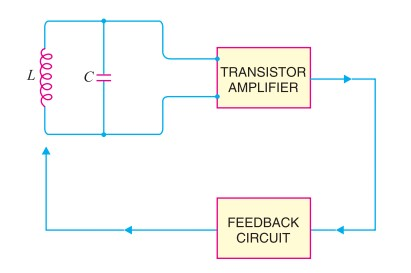 L
C
TRANSISTOR
AMPLIFIER
FEEDBACK
CIRCUIT